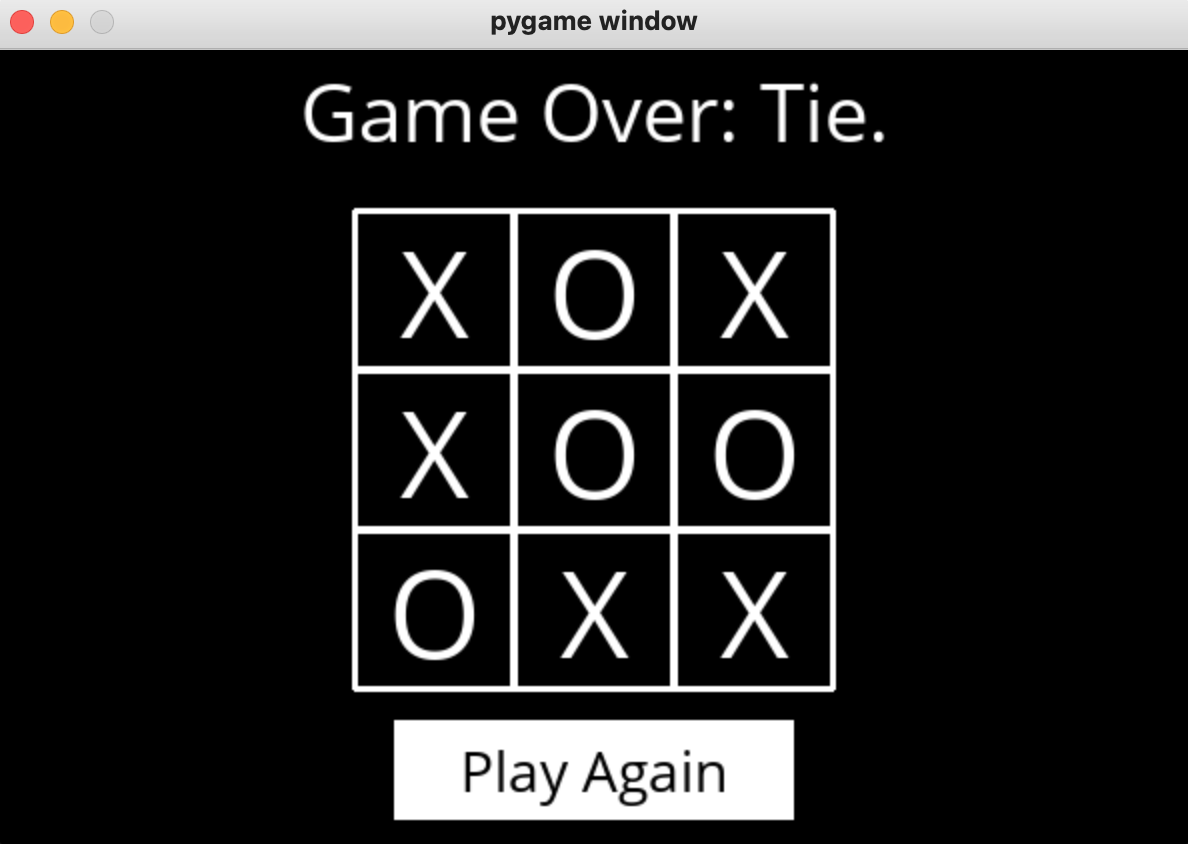 pygame window
Game Over: Tie.
X O X
X O O
O X X
Play Again